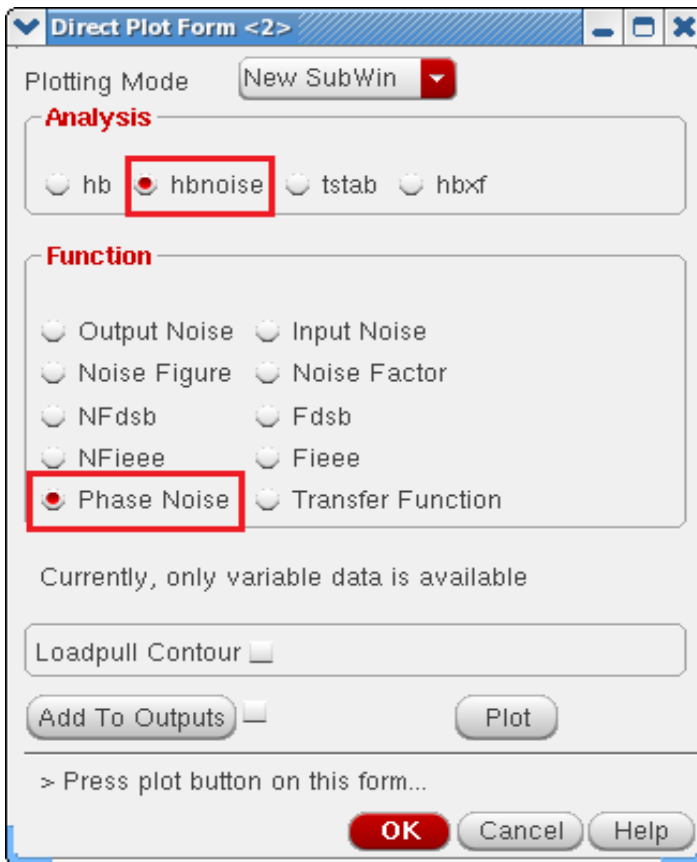 Direct Plot Form <2>
Plotting Mode New SubWin
Analysis
hb hbnoise tstab hbxf
Function
Output Noise Input Noise
Noise Figure Noise Factor
NFdsb Fdsb
NFieee Fieee
Phase Noise Transfer Function
Currently, only variable data is available
Loadpull Contour
Add To Outputs Plot
> Press plot button on this form...
OK Cancel Help